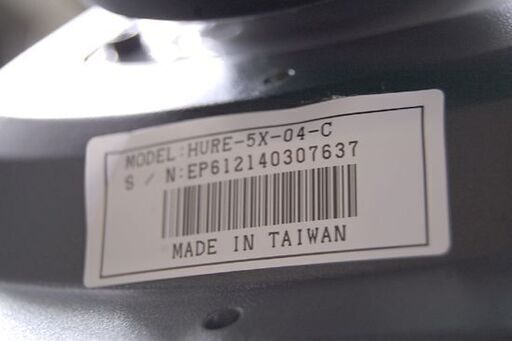 MODEL:HURE-5X-04-C
S / N:EP612140307637
MADE IN TAIWAN